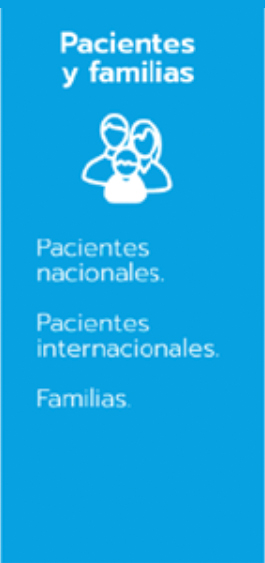 Pacientes
y familias
Pacientes
nacionales.
Pacientes
internacionales.
Familias.